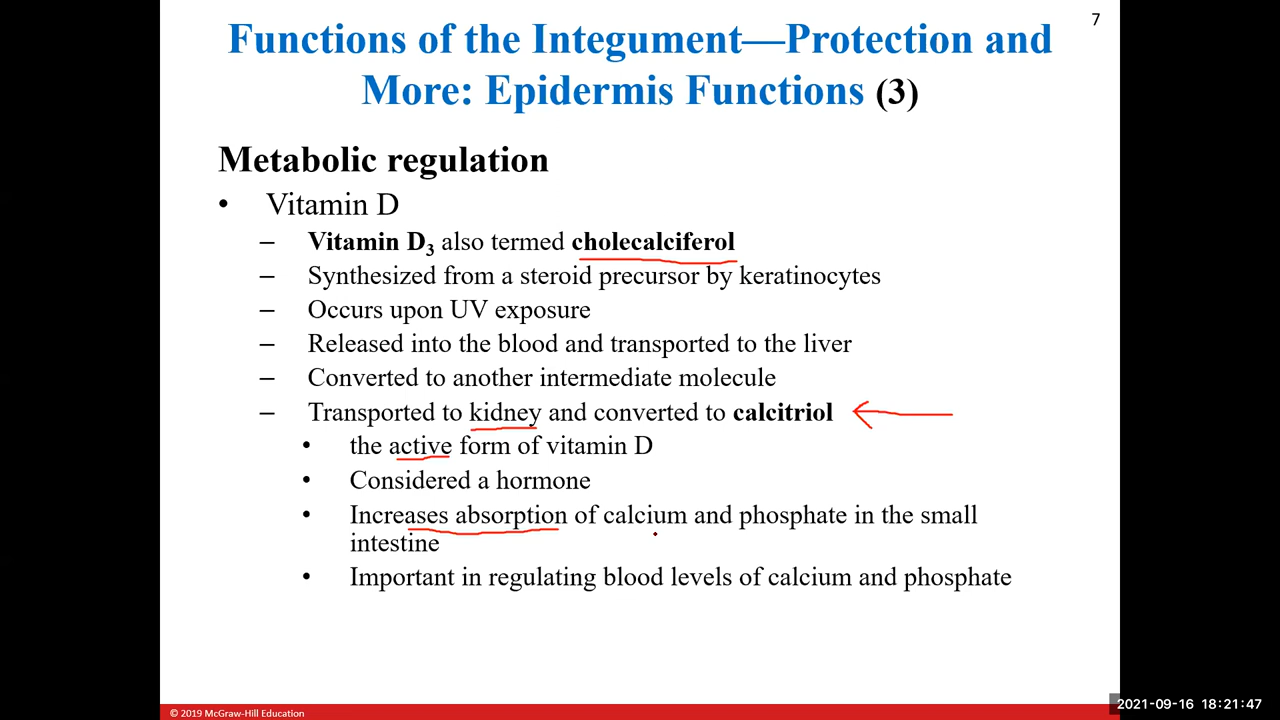 7
Functions of the Integument—Protection and
More: Epidermis Functions (3)
Metabolic regulation
• Vitamin D
– Vitamin D₃ also termed cholecalciferol
– Synthesized from a steroid precursor by keratinocytes
– Occurs upon UV exposure
– Released into the blood and transported to the liver
– Converted to another intermediate molecule
– Transported to kidney and converted to calcitriol
• the active form of vitamin D
• Considered a hormone
• Increases absorption of calcium and phosphate in the small
intestine
• Important in regulating blood levels of calcium and phosphate
© 2019 McGraw-Hill Education
2021-09-16 18:21:47